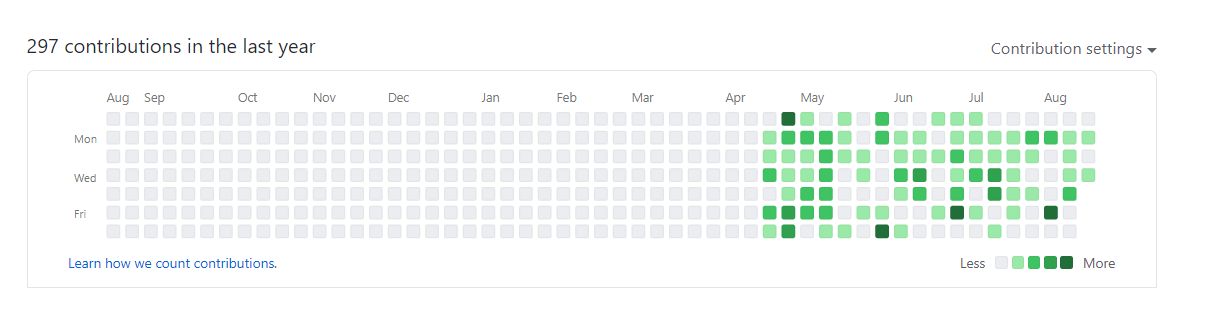 297 contributions in the last year
Contribution settings
Aug Sep Oct Nov Dec Jan Feb Mar Apr May Jun Jul Aug
Mon
Wed
Fri
Learn how we count contributions.
Less More